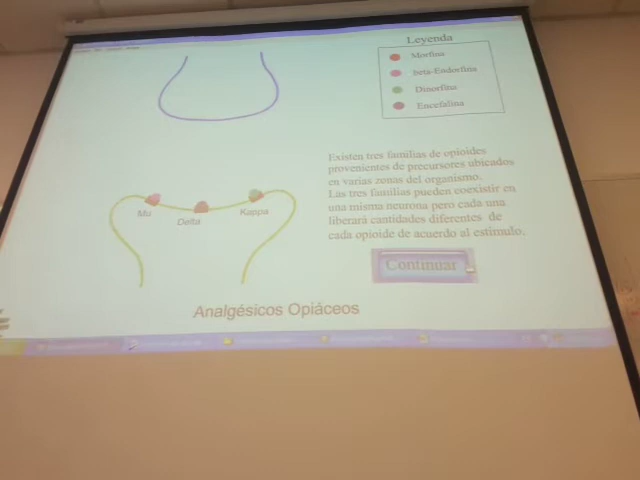 Leyenda
Morfina
beta-Endorfina
Dinorfina
Encefalina
Existen tres familias de opioides
provenientes de precursores ubicados
en varias zonas del organismo.
Las tres familias pueden coexistir en
una misma neurona pero cada una
liberará cantidades diferentes de
cada opioide de acuerdo al estímulo.
Mu
Delta
Kappa
Continuar
Analgésicos Opiáceos